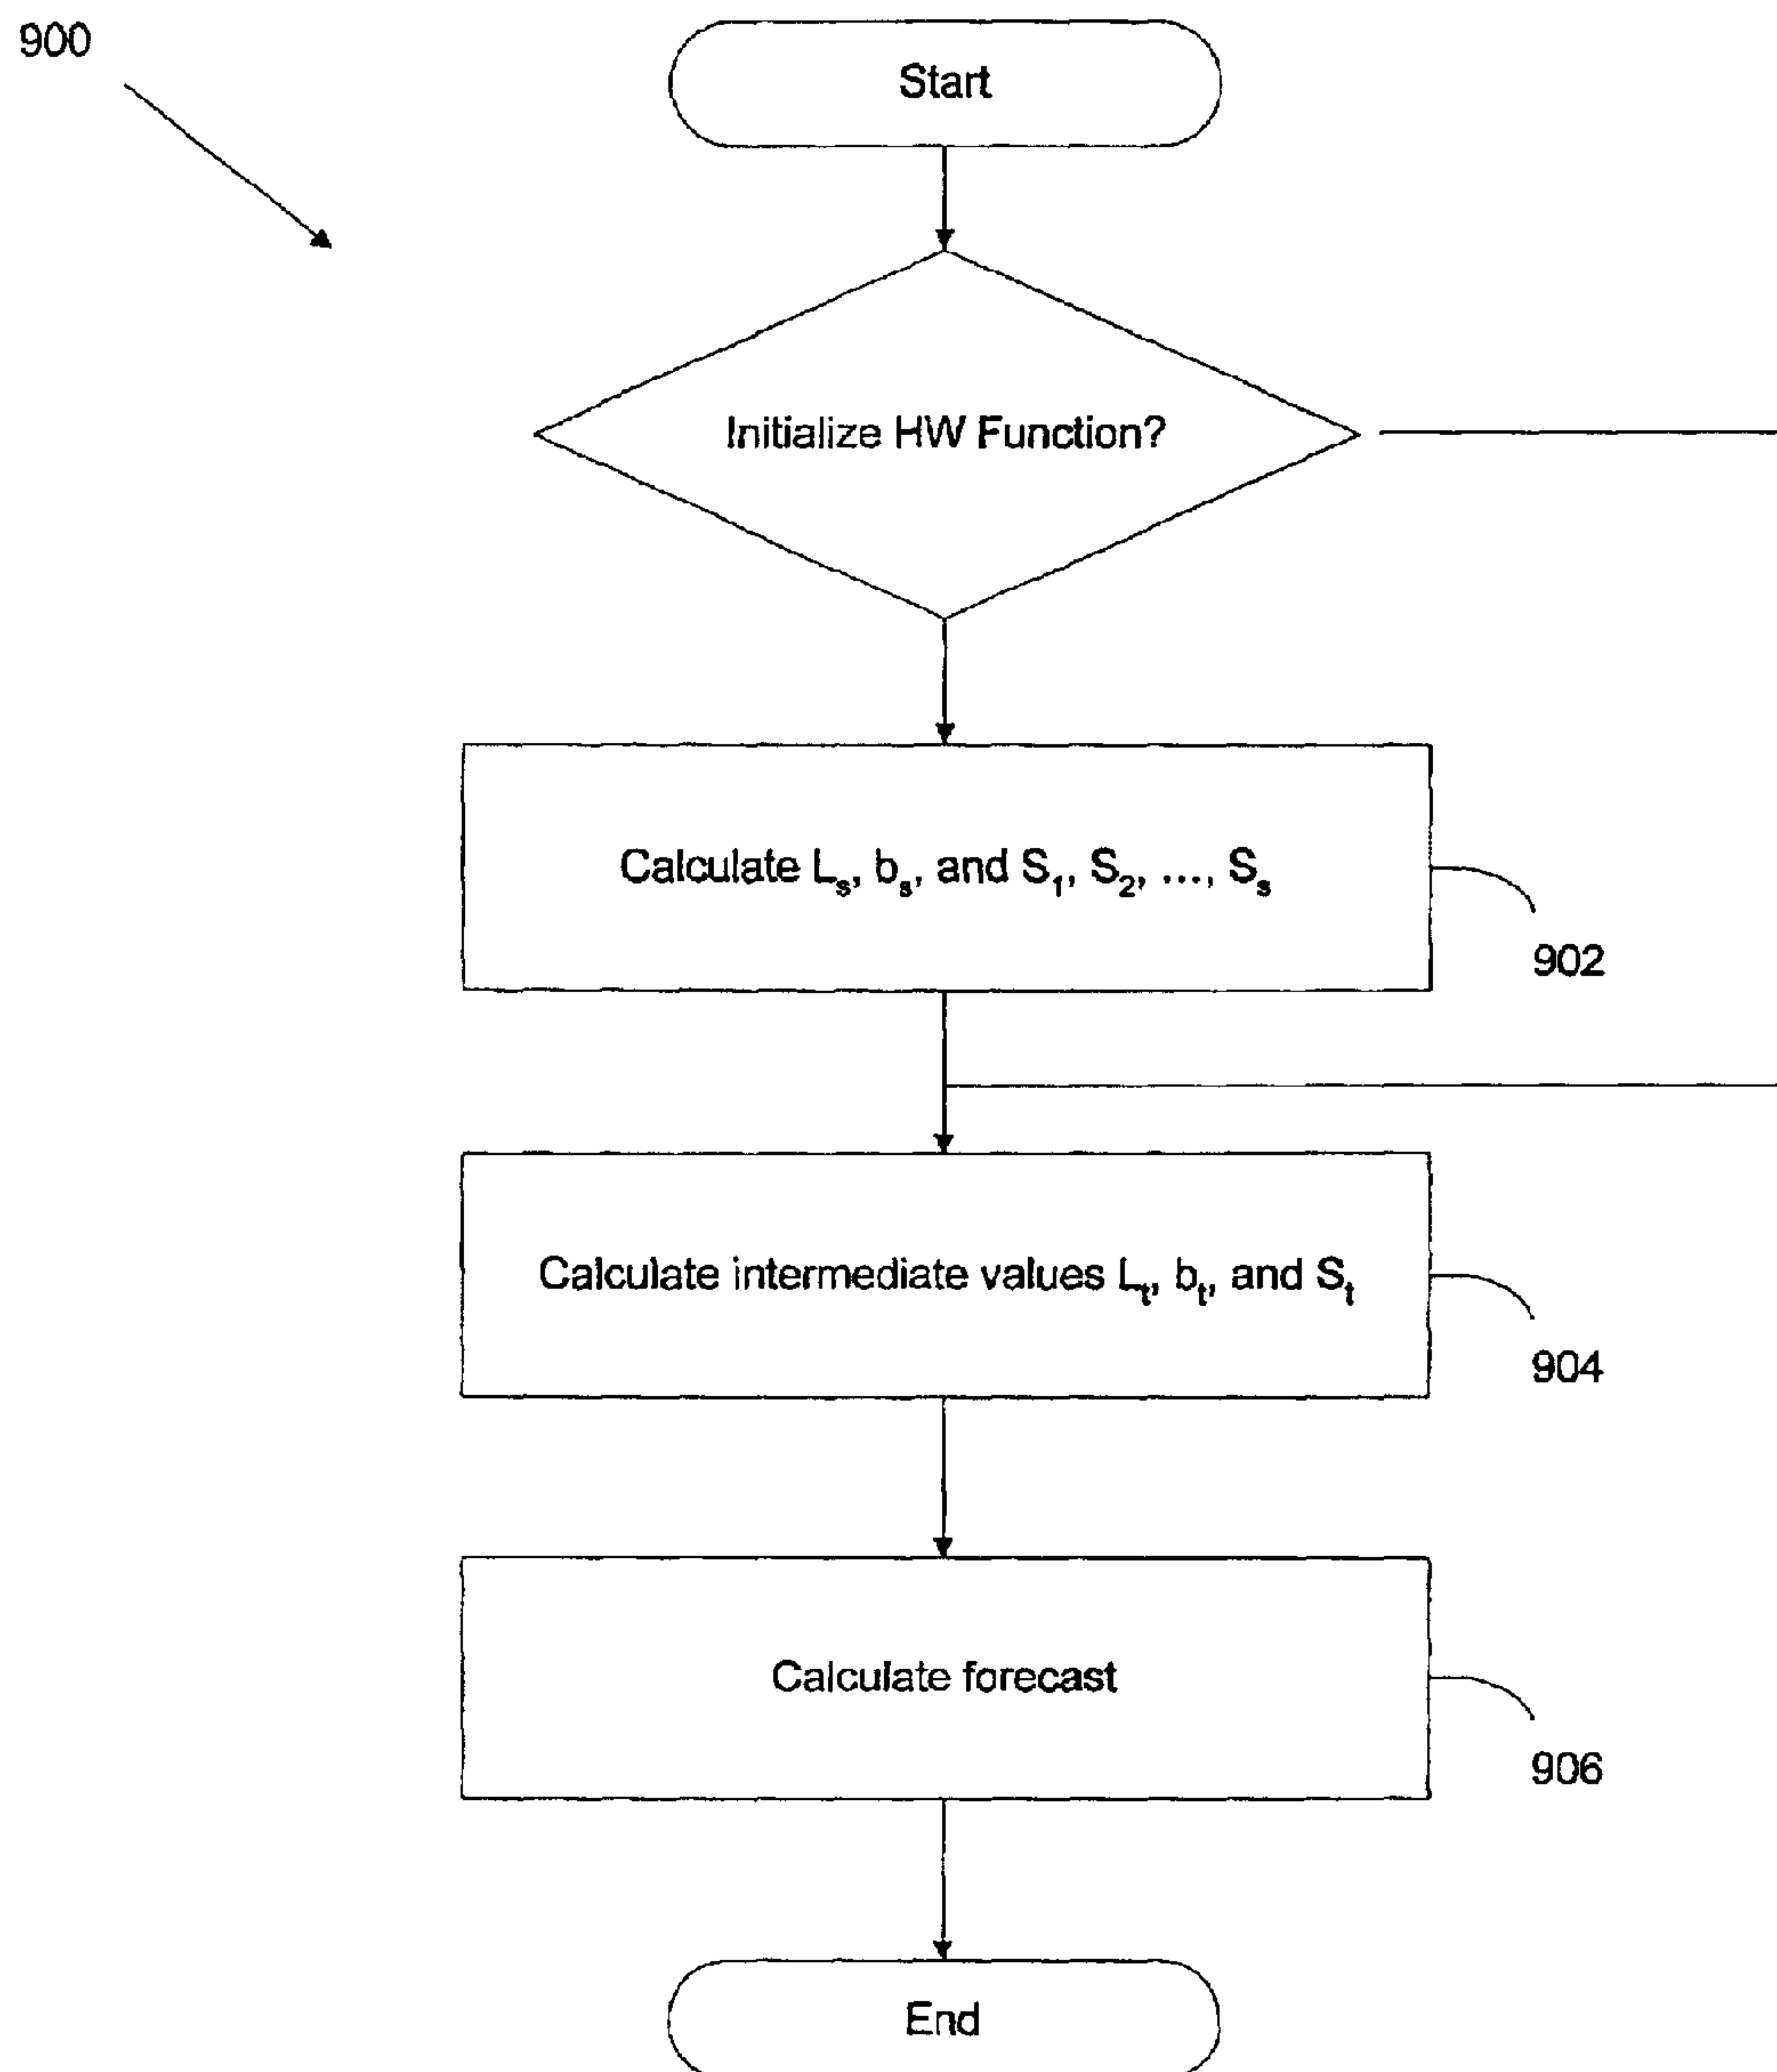 900
Start
Initialize HW Function?
Calculate Lₛ, bₛ, and S₁, S₂, ..., Sₛ
902
Calculate intermediate values Lₜ, bₜ, and Sₜ
904
Calculate forecast
906
End